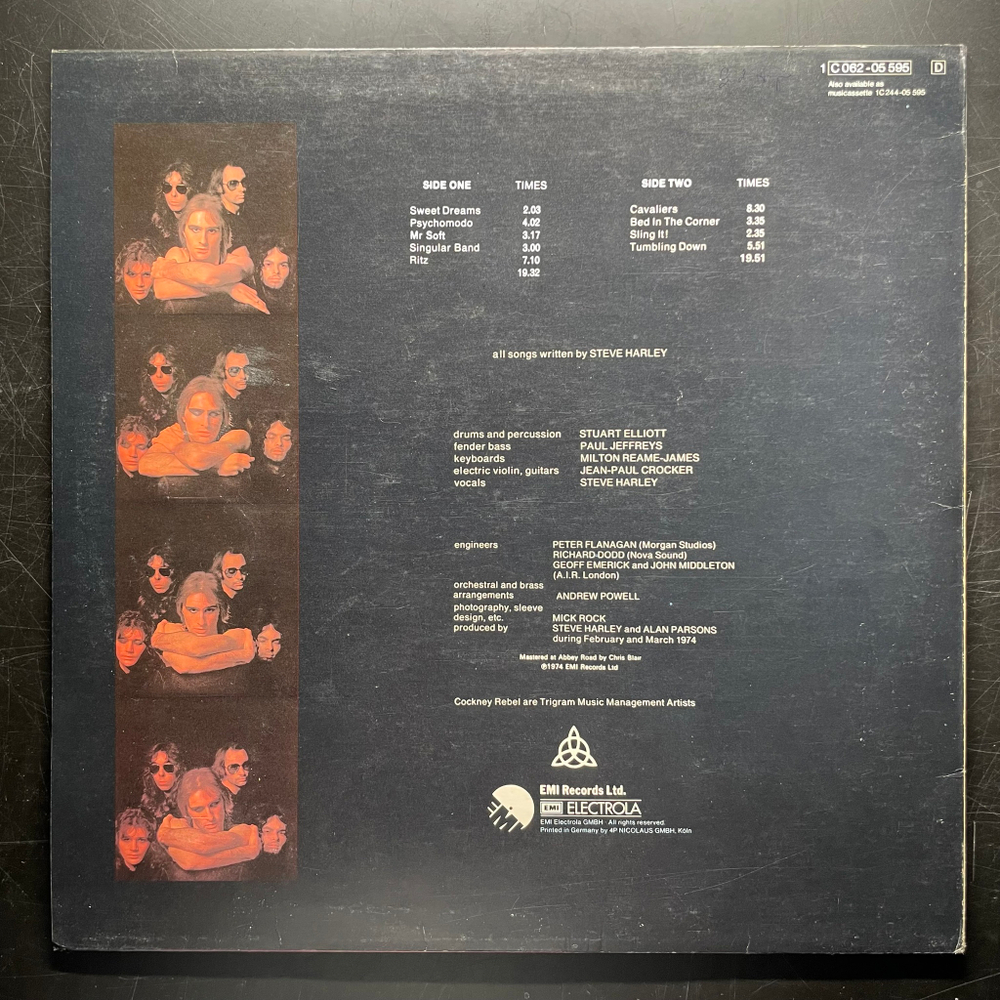 1 C 062-05 595 D
Also available as
musicassette 1C 244-05 595
SIDE ONE TIMES
Sweet Dreams 2.03
Psychomodo 4.02
Mr Soft 3.17
Singular Band 3.00
Ritz 7.10
19.32
SIDE TWO TIMES
Cavaliers 8.30
Bed In The Corner 3.35
Sling It! 2.35
Tumbling Down 5.51
19.51
all songs written by STEVE HARLEY
drums and percussion STUART ELLIOTT
fender bass PAUL JEFFREYS
keyboards MILTON REAME-JAMES
electric violin, guitars JEAN-PAUL CROCKER
vocals STEVE HARLEY
engineers PETER FLANAGAN (Morgan Studios)
RICHARD DODD (Nova Sound)
GEOFF EMERICK and JOHN MIDDLETON
(A.I.R. London)
orchestral and brass
arrangements ANDREW POWELL
photography, sleeve
design, etc. MICK ROCK
produced by STEVE HARLEY and ALAN PARSONS
during February and March 1974
Mastered at Abbey Road by Chris Blair
℗1974 EMI Records Ltd
Cockney Rebel are Trigram Music Management Artists
EMI
EMI Records Ltd.
EMI ELECTROLA
EMI Electrola GMBH · All rights reserved.
Printed in Germany by 4P NICOLAUS GMBH, Köln